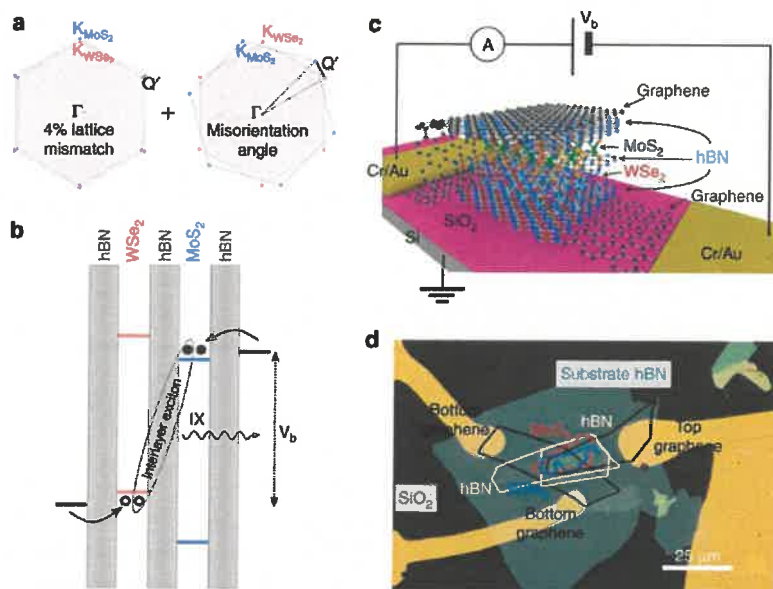 a
K_MoS2
K_WSe2
Q'
Γ
4% lattice
mismatch
+
K_WSe2
K_MoS2
Q'
Γ
Misorientation
angle
b
hBN
WSe2
hBN
MoS2
hBN
Interlayer exciton
IX
Vb
c
A
Vb
Graphene
MoS2
hBN
WSe2
Graphene
Cr/Au
SiO2
Si
Cr/Au
d
Substrate hBN
Bottom
graphene
hBN
Top
graphene
hBN
SiO2
Bottom
graphene
25 μm